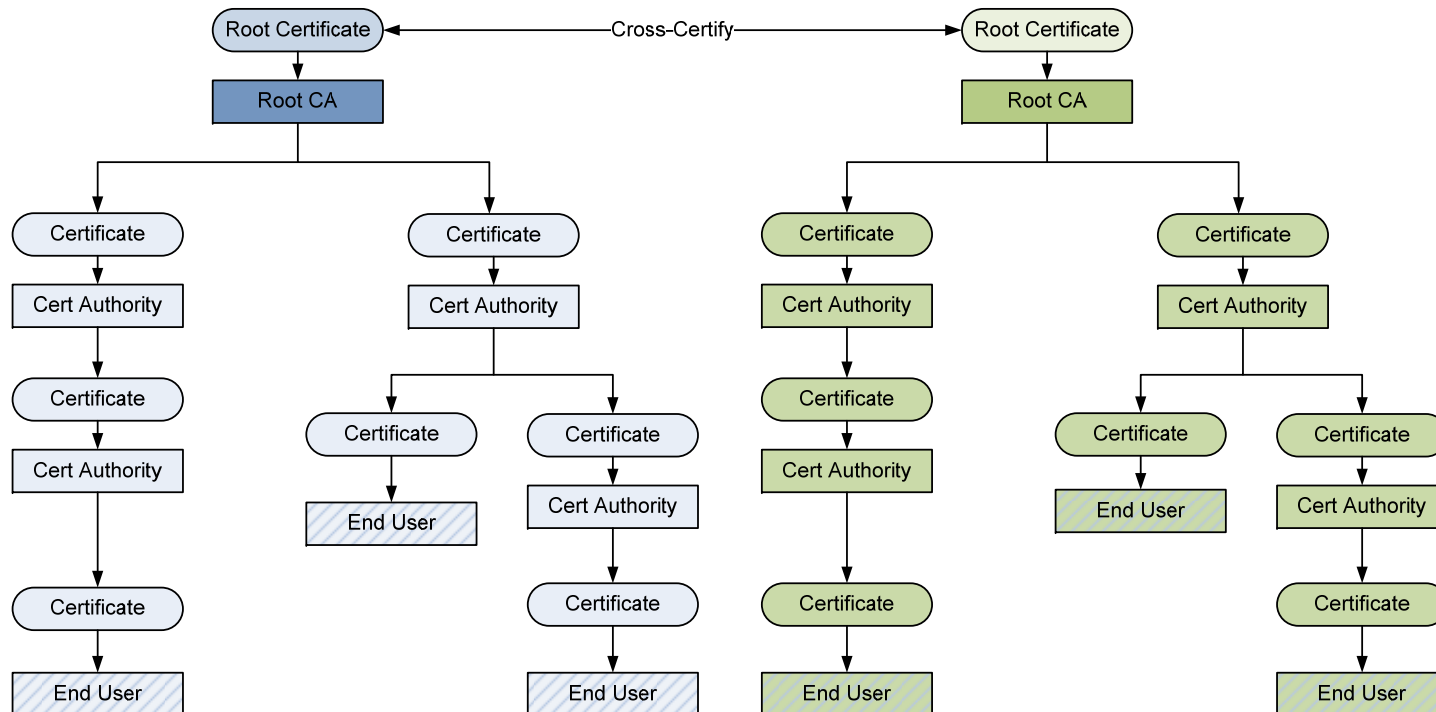 Root Certificate
Cross-Certify
Root Certificate
Root CA
Root CA
Certificate
Certificate
Certificate
Certificate
Cert Authority
Cert Authority
Cert Authority
Cert Authority
Certificate
Certificate
Certificate
Certificate
Certificate
Certificate
Cert Authority
End User
Cert Authority
Cert Authority
End User
Cert Authority
Certificate
Certificate
Certificate
Certificate
End User
End User
End User
End User